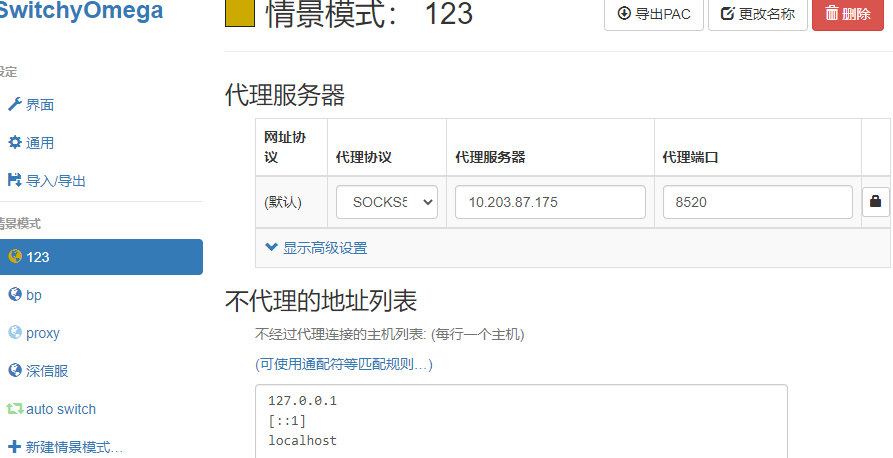 SwitchyOmega
设定
界面
通用
导入/导出
情景模式
123
bp
proxy
深信服
auto switch
新建情景模式…
情景模式： 123
导出PAC
更改名称
删除
代理服务器
网址协
议
代理协议
代理服务器
代理端口
(默认)
SOCKS5
10.203.87.175
8520
显示高级设置
不代理的地址列表
不经过代理连接的主机列表: (每行一个主机)
(可使用通配符等匹配规则…)
127.0.0.1
[::1]
localhost